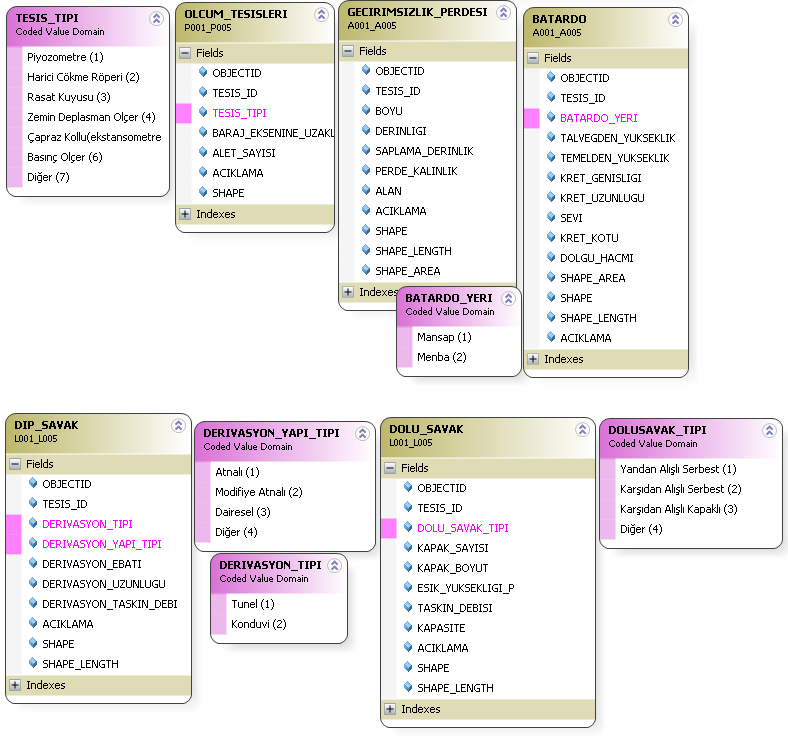 TESIS_TIPI
Coded Value Domain
Piyozometre (1)
Harici Cökme Röperi (2)
Rasat Kuyusu (3)
Zemin Deplasman Olçer (4)
Çapraz Kollu(ekstansometre
Basınç Olçer (6)
Diğer (7)
OLCUM_TESISLERI
P001_P005
Fields
OBJECTID
TESIS_ID
TESIS_TIPI
BARAJ_EKSENINE_UZAKL
ALET_SAYISI
ACIKLAMA
SHAPE
Indexes
GECIRIMSIZLIK_PERDESI
A001_A005
Fields
OBJECTID
TESIS_ID
BOYU
DERINLIGI
SAPLAMA_DERINLIK
PERDE_KALINLIK
ALAN
ACIKLAMA
SHAPE
SHAPE_LENGTH
SHAPE_AREA
Indexes
BATARDO_YERI
Coded Value Domain
Mansap (1)
Menba (2)
BATARDO
A001_A005
Fields
OBJECTID
TESIS_ID
BATARDO_YERI
TALVEGDEN_YUKSEKLIK
TEMELDEN_YUKSEKLIK
KRET_GENISLIGI
KRET_UZUNLUGU
SEVI
KRET_KOTU
DOLGU_HACMI
SHAPE_AREA
SHAPE
SHAPE_LENGTH
ACIKLAMA
Indexes
DIP_SAVAK
L001_L005
Fields
OBJECTID
TESIS_ID
DERIVASYON_TIPI
DERIVASYON_YAPI_TIPI
DERIVASYON_EBATI
DERIVASYON_UZUNLUGU
DERIVASYON_TASKIN_DEBI
ACIKLAMA
SHAPE
SHAPE_LENGTH
Indexes
DERIVASYON_YAPI_TIPI
Coded Value Domain
Atnalı (1)
Modifiye Atnalı (2)
Dairesel (3)
Diğer (4)
DERIVASYON_TIPI
Coded Value Domain
Tunel (1)
Konduvi (2)
DOLU_SAVAK
L001_L005
Fields
OBJECTID
TESIS_ID
DOLU_SAVAK_TIPI
KAPAK_SAYISI
KAPAK_BOYUT
ESIK_YUKSEKLIGI_P
TASKIN_DEBISI
KAPASITE
ACIKLAMA
SHAPE
SHAPE_LENGTH
Indexes
DOLUSAVAK_TIPI
Coded Value Domain
Yandan Alışlı Serbest (1)
Karşıdan Alışlı Serbest (2)
Karşıdan Alışlı Kapaklı (3)
Diğer (4)